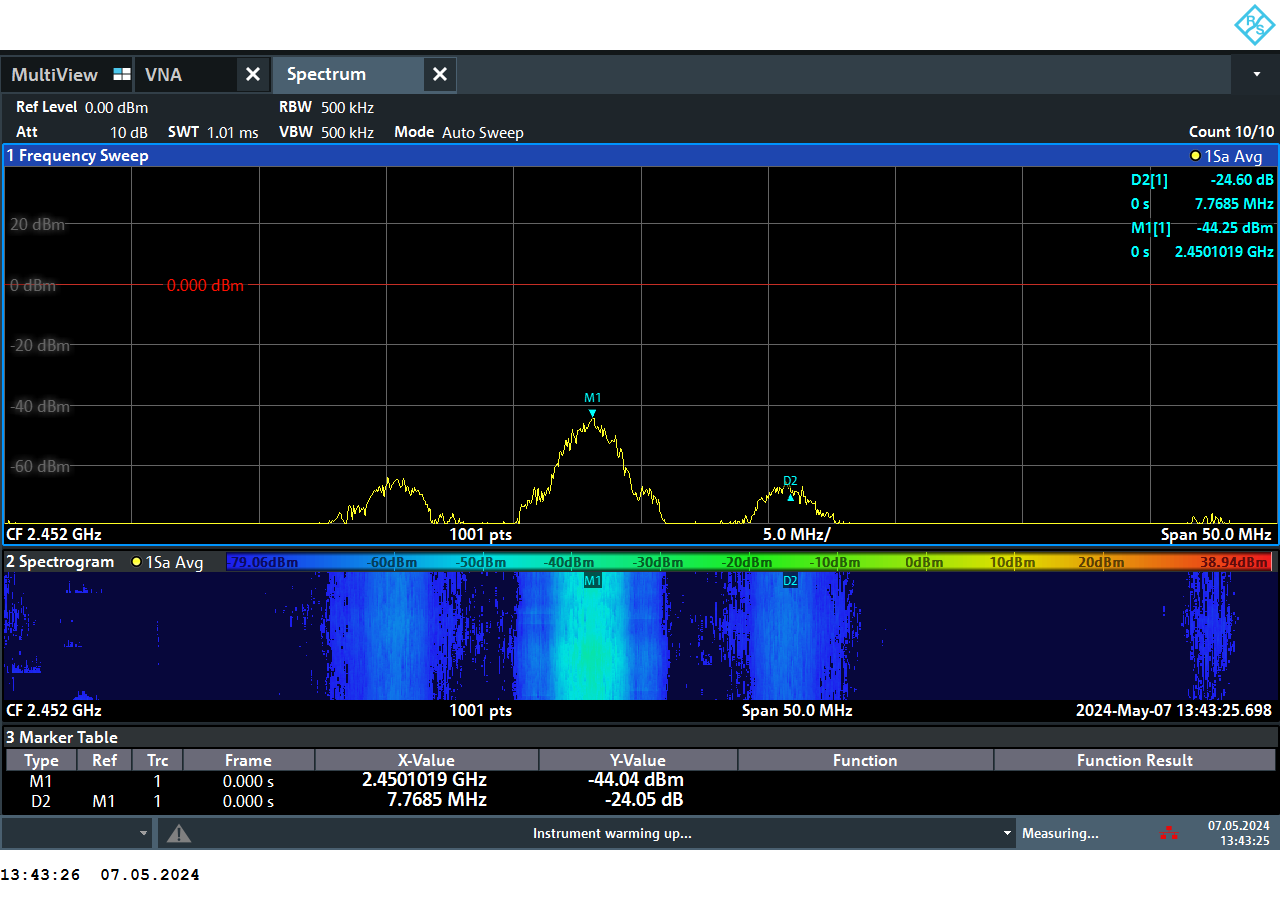 R S
MultiView VNA Spectrum
Ref Level 0.00 dBm RBW 500 kHz
Att 10 dB SWT 1.01 ms VBW 500 kHz Mode Auto Sweep Count 10/10
1 Frequency Sweep 1Sa Avg
D2[1] -24.60 dB
0 s 7.7685 MHz
M1[1] -44.25 dBm
0 s 2.4501019 GHz
20 dBm
0 dBm 0.000 dBm
-20 dBm
-40 dBm
-60 dBm
M1
D2
CF 2.452 GHz 1001 pts 5.0 MHz/ Span 50.0 MHz
2 Spectrogram 1Sa Avg -79.06dBm -60dBm -50dBm -40dBm -30dBm -20dBm -10dBm 0dBm 10dBm 20dBm 38.94dBm
M1 D2
CF 2.452 GHz 1001 pts Span 50.0 MHz 2024-May-07 13:43:25.698
3 Marker Table
Type Ref Trc Frame X-Value Y-Value Function Function Result
M1 1 0.000 s 2.4501019 GHz -44.04 dBm
D2 M1 1 0.000 s 7.7685 MHz -24.05 dB
Instrument warming up... Measuring... 07.05.2024
13:43:25
13:43:26 07.05.2024